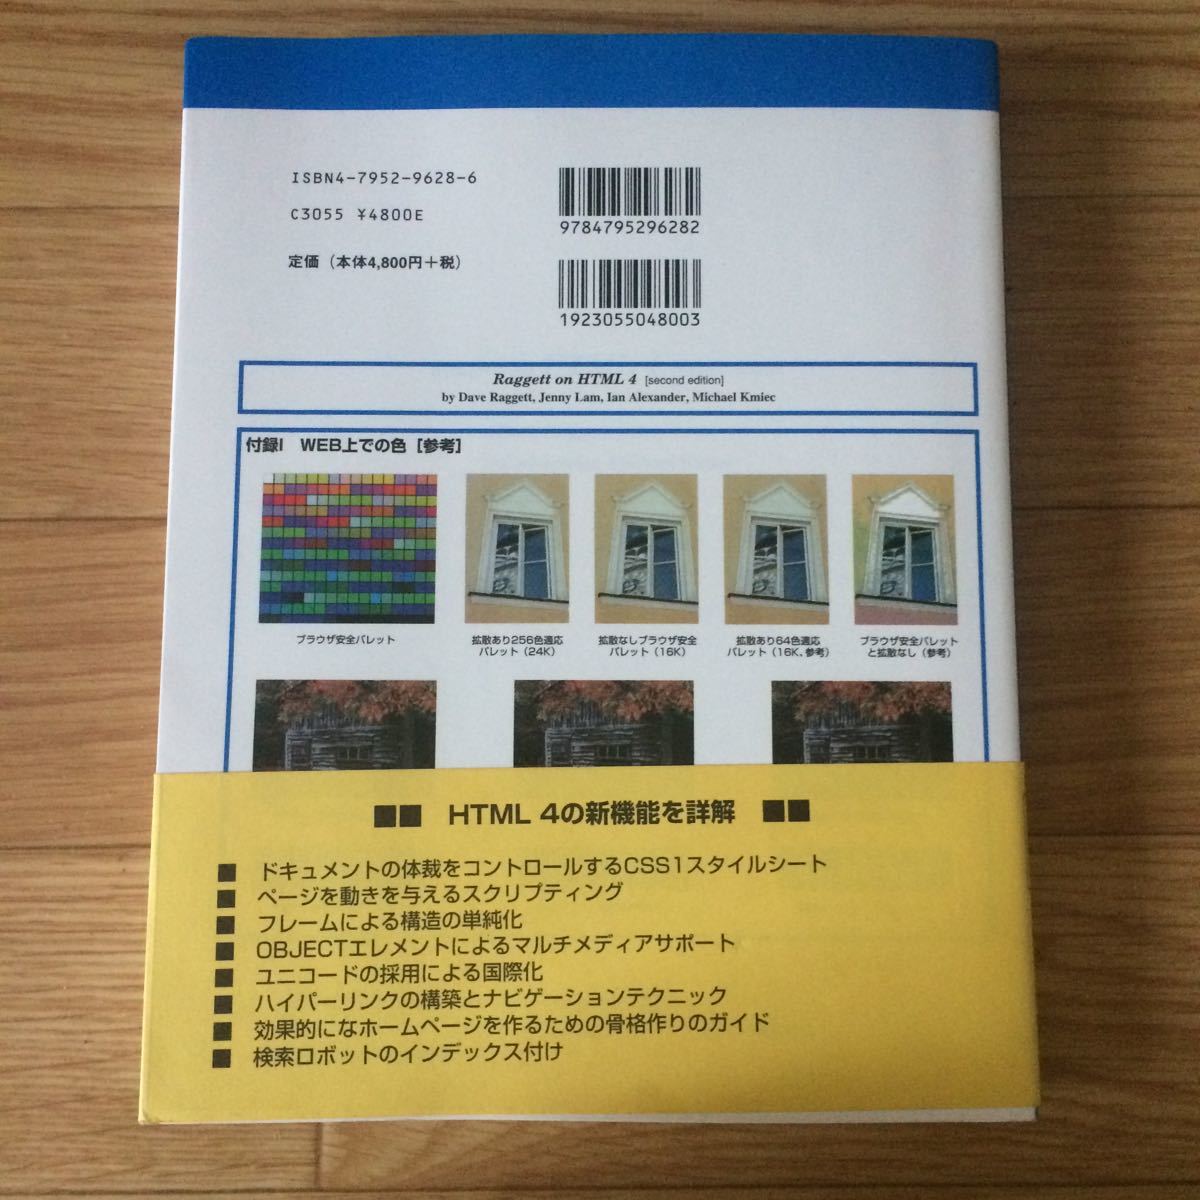 ISBN4-7952-9628-6
C3055 ¥4800E
定価（本体4,800円＋税）
9784795296282
1923055048003
Raggett on HTML 4 [second edition]
by Dave Raggett, Jenny Lam, Ian Alexander, Michael Kmiec
付録I WEB上での色［参考］
ブラウザ安全パレット
拡散あり256色適応
パレット（24K）
拡散なしブラウザ安全
パレット（16K）
拡散あり64色適応
パレット（16K、参考）
ブラウザ安全パレット
と拡散なし（参考）
■■ HTML 4の新機能を詳解 ■■
■ ドキュメントの体裁をコントロールするCSS1スタイルシート
■ ページを動きを与えるスクリプティング
■ フレームによる構造の単純化
■ OBJECTエレメントによるマルチメディアサポート
■ ユニコードの採用による国際化
■ ハイパーリンクの構築とナビゲーションテクニック
■ 効果的になホームページを作るための骨格作りのガイド
■ 検索ロボットのインデックス付け